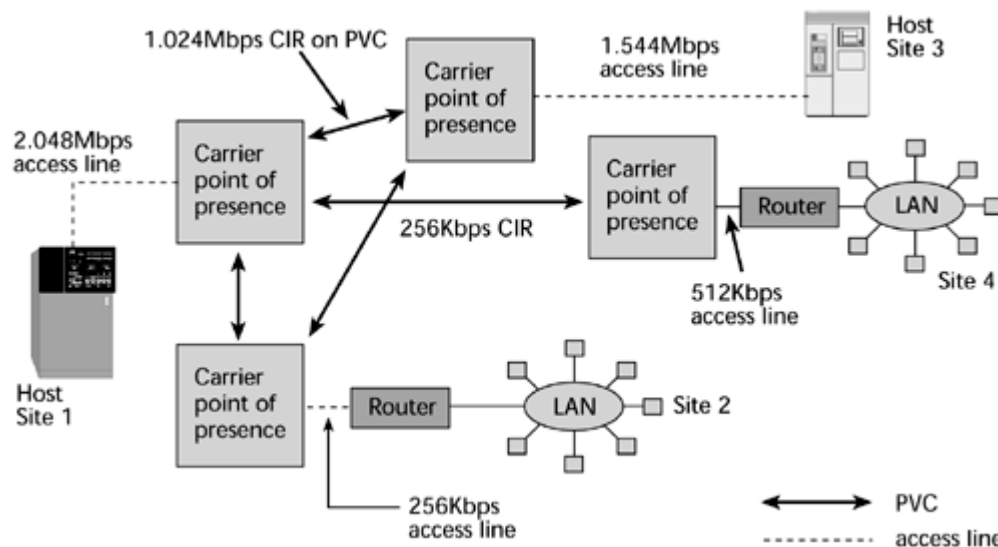 1.024Mbps CIR on PVC
Carrier
point of
presence
1.544Mbps
access line
Host
Site 3
2.048Mbps
access line
Carrier
point of
presence
256Kbps CIR
Carrier
point of
presence
Router
LAN
Site 4
512Kbps
access line
Host
Site 1
Carrier
point of
presence
Router
LAN
Site 2
256Kbps
access line
PVC
access line